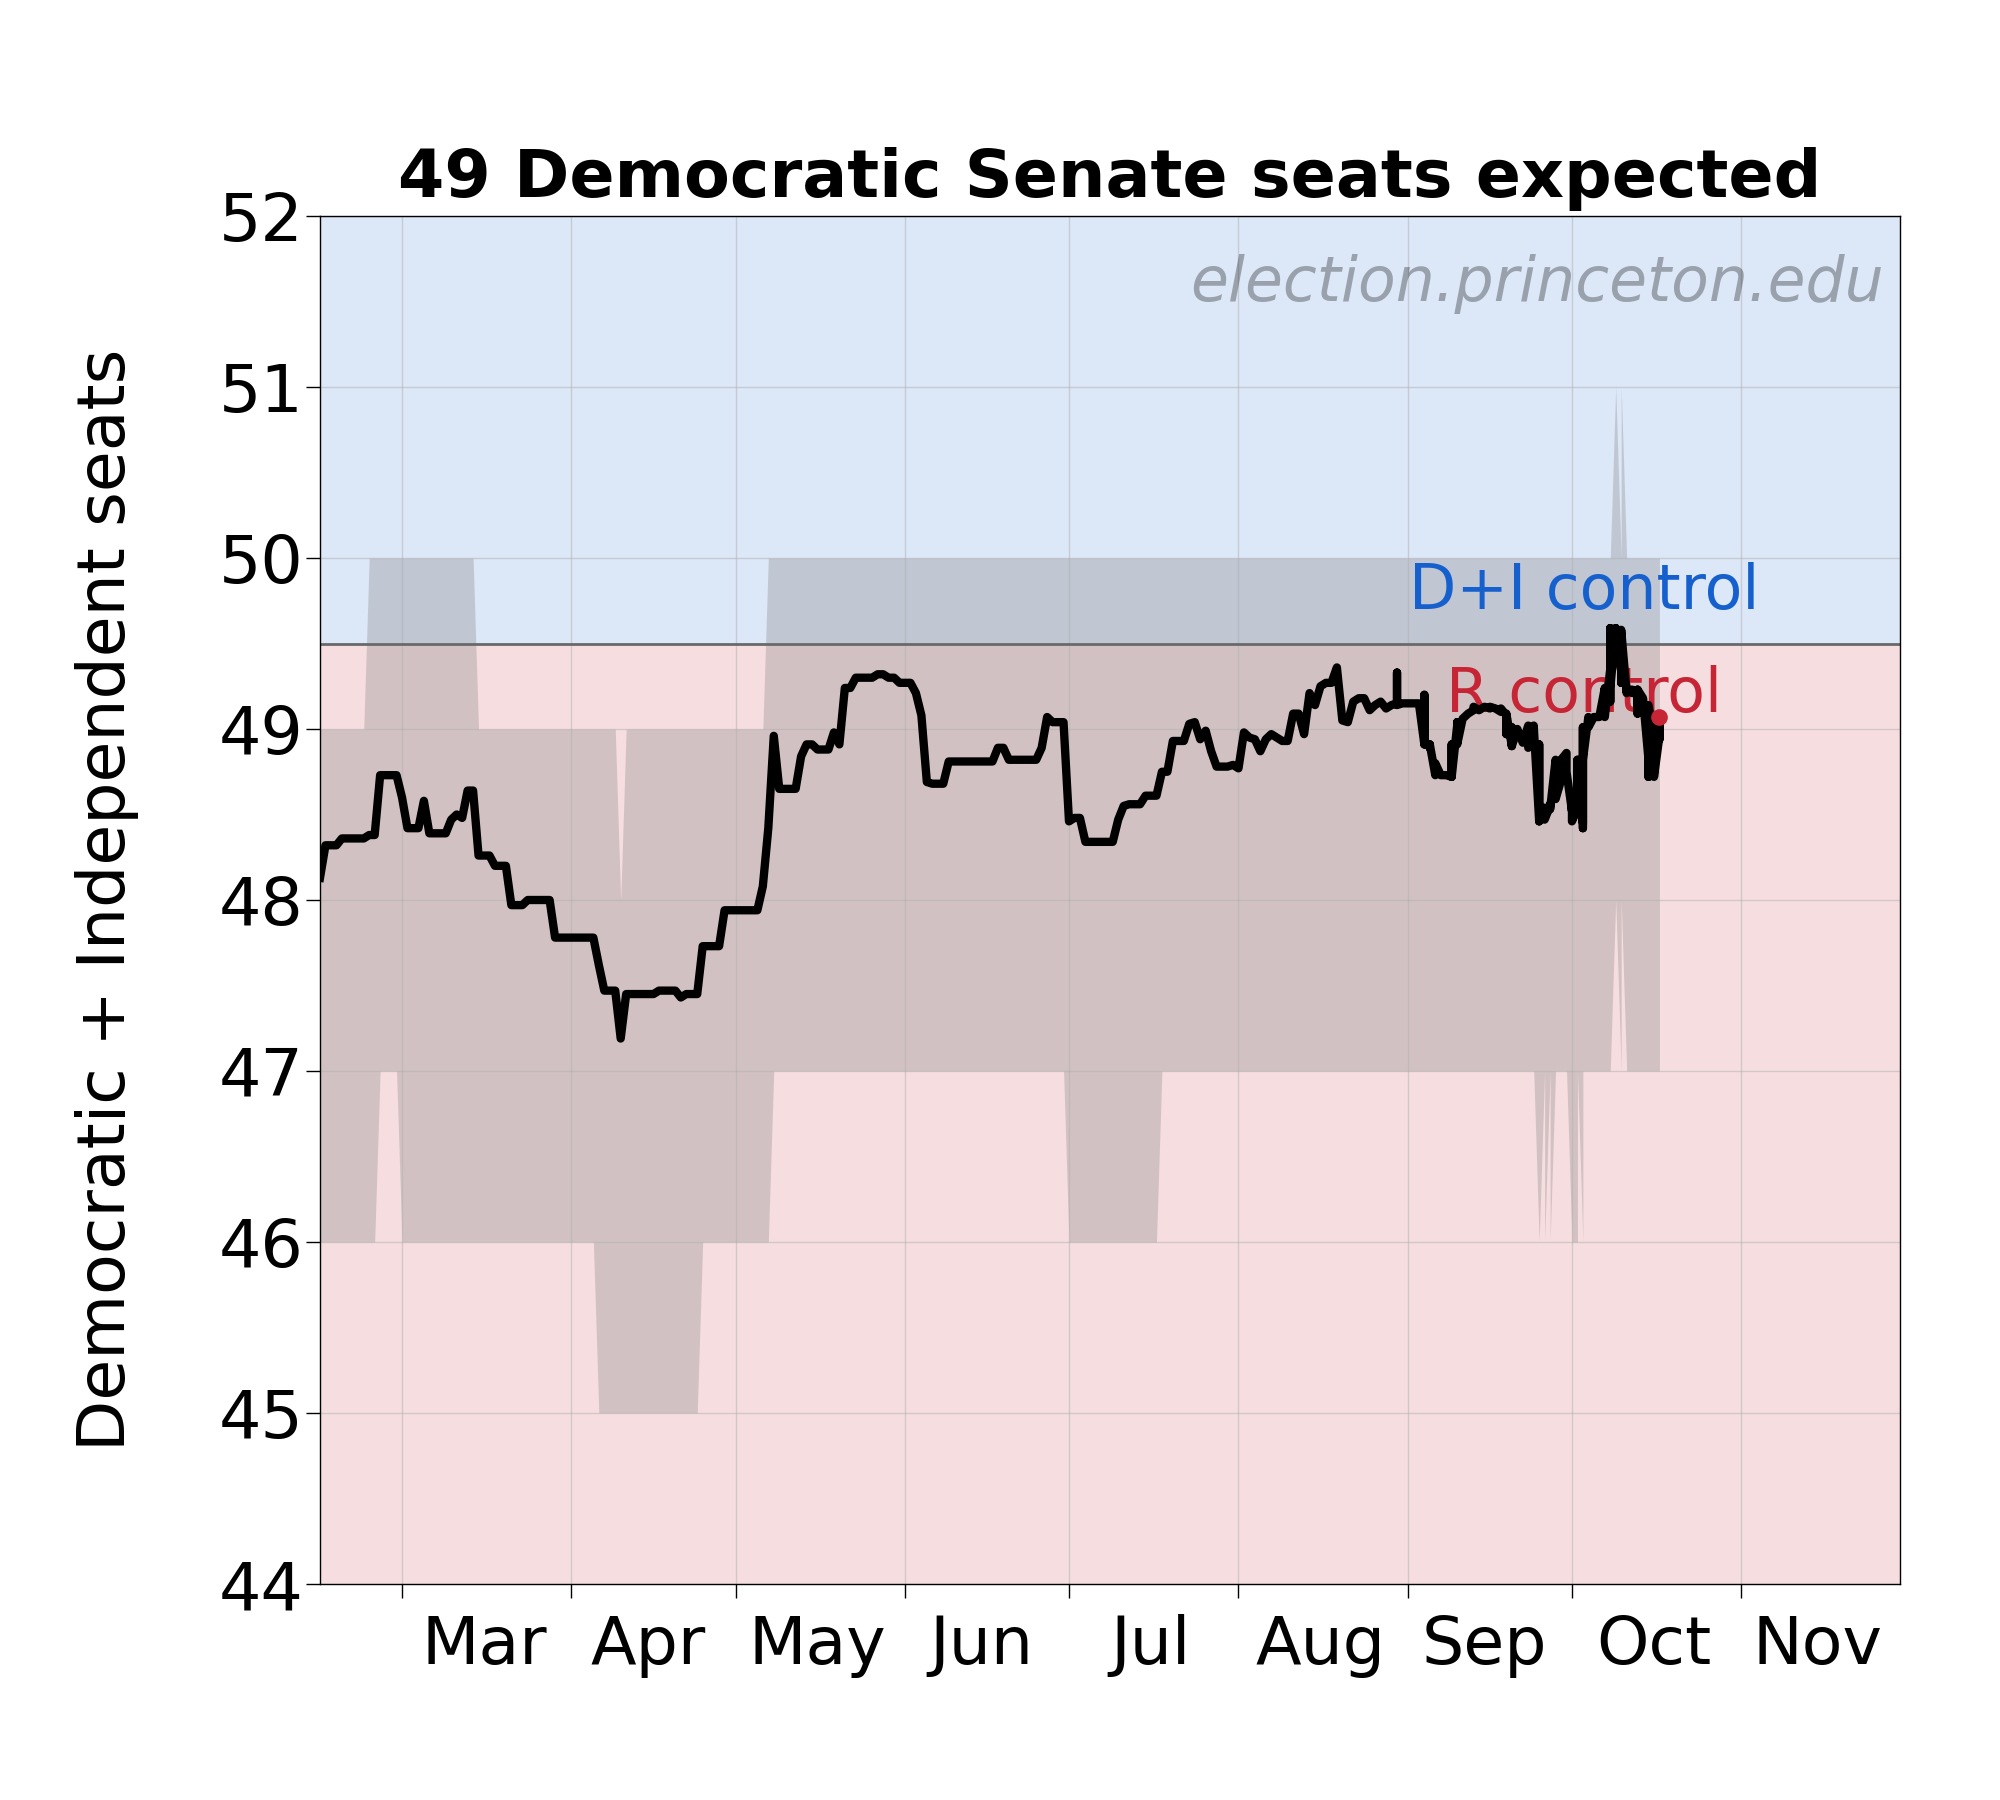 49 Democratic Senate seats expected
election.princeton.edu
Democratic + Independent seats
52
51
50
49
48
47
46
45
44
D+I control
R control
Mar Apr May Jun Jul Aug Sep Oct Nov